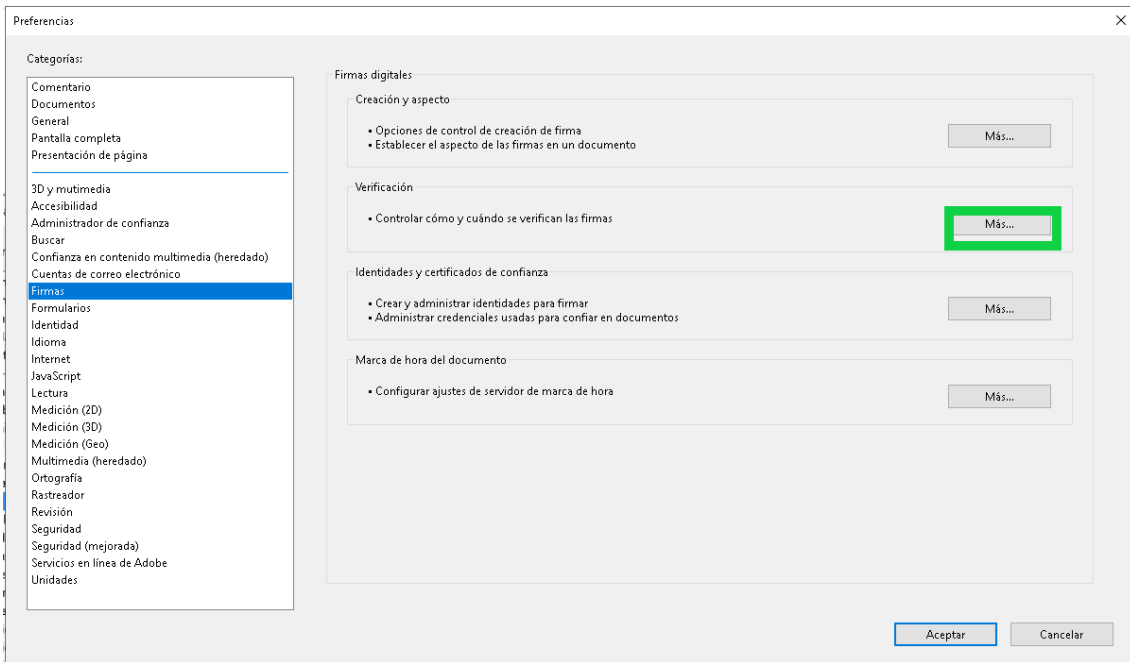 Preferencias
Categorías:
Comentario
Documentos
General
Pantalla completa
Presentación de página
3D y mutimedia
Accesibilidad
Administrador de confianza
Buscar
Confianza en contenido multimedia (heredado)
Cuentas de correo electrónico
Firmas
Formularios
Identidad
Idioma
Internet
JavaScript
Lectura
Medición (2D)
Medición (3D)
Medición (Geo)
Multimedia (heredado)
Ortografía
Rastreador
Revisión
Seguridad
Seguridad (mejorada)
Servicios en línea de Adobe
Unidades
Firmas digitales
Creación y aspecto
• Opciones de control de creación de firma
• Establecer el aspecto de las firmas en un documento
Más...
Verificación
• Controlar cómo y cuándo se verifican las firmas
Más...
Identidades y certificados de confianza
• Crear y administrar identidades para firmar
• Administrar credenciales usadas para confiar en documentos
Más...
Marca de hora del documento
• Configurar ajustes de servidor de marca de hora
Más...
Aceptar
Cancelar